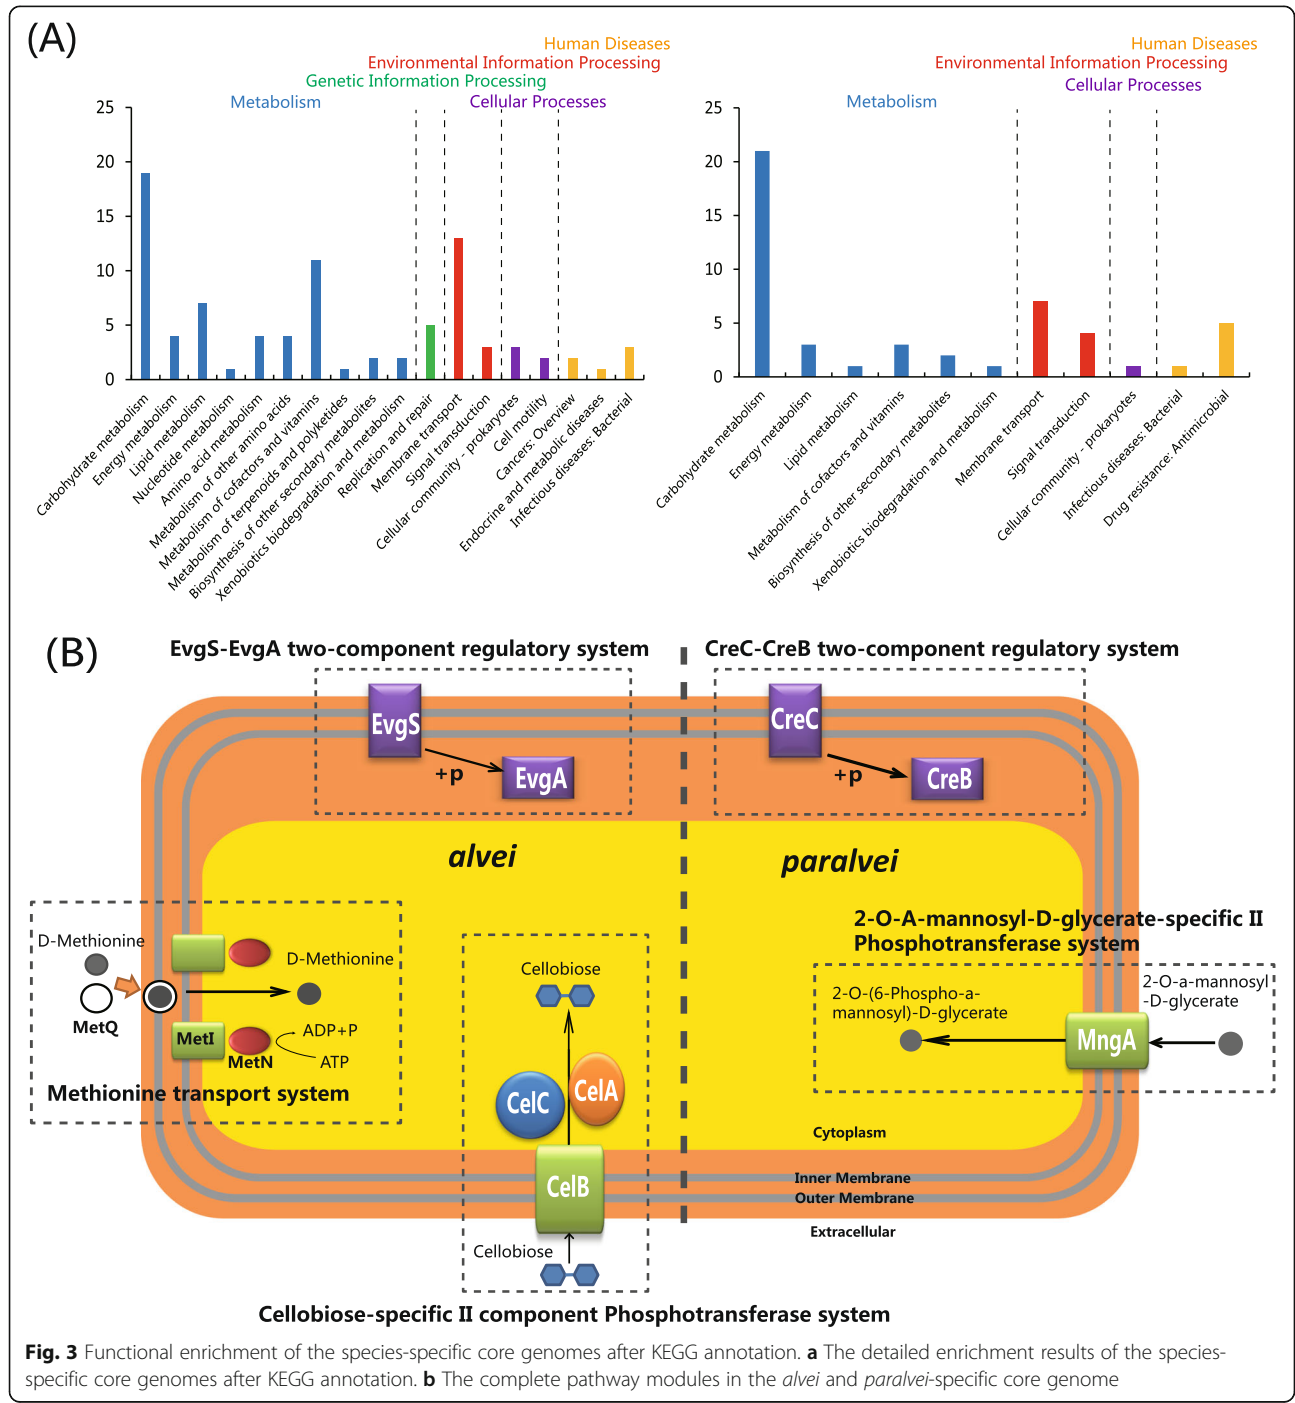 (A)
Human Diseases
Environmental Information Processing
Genetic Information Processing
Metabolism
Cellular Processes
25
20
15
10
5
0
Carbohydrate metabolism
Energy metabolism
Lipid metabolism
Nucleotide metabolism
Amino acid metabolism
Metabolism of other amino acids
Metabolism of cofactors and vitamins
Metabolism of terpenoids and polyketides
Biosynthesis of other secondary metabolites
Xenobiotics biodegradation and metabolism
Replication and repair
Membrane transport
Signal transduction
Cellular community - prokaryotes
Cell motility
Cancers: Overview
Endocrine and metabolic diseases
Infectious diseases: Bacterial
Human Diseases
Environmental Information Processing
Cellular Processes
Metabolism
25
20
15
10
5
0
Carbohydrate metabolism
Energy metabolism
Lipid metabolism
Metabolism of cofactors and vitamins
Biosynthesis of other secondary metabolites
Xenobiotics biodegradation and metabolism
Membrane transport
Signal transduction
Cellular community - prokaryotes
Infectious diseases: Bacterial
Drug resistance: Antimicrobial
(B)
EvgS-EvgA two-component regulatory system
CreC-CreB two-component regulatory system
EvgS
+p
EvgA
CreC
+p
CreB
alvei
paralvei
D-Methionine
D-Methionine
MetQ
MetI
MetN
ADP+P
ATP
Methionine transport system
Cellobiose
CelC
CelA
CelB
Cellobiose
Cellobiose-specific II component Phosphotransferase system
2-O-A-mannosyl-D-glycerate-specific II
Phosphotransferase system
2-O-(6-Phospho-a-
mannosyl)-D-glycerate
2-O-a-mannosyl
-D-glycerate
MngA
Cytoplasm
Inner Membrane
Outer Membrane
Extracellular
Fig. 3 Functional enrichment of the species-specific core genomes after KEGG annotation. a The detailed enrichment results of the species-
specific core genomes after KEGG annotation. b The complete pathway modules in the alvei and paralvei-specific core genome